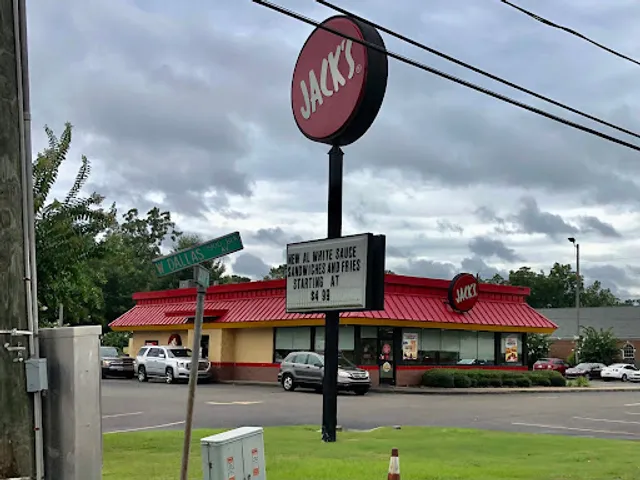 JACK'S
DALLAS
NEW AL WHITE SAUCE
SANDWICHES AND FRIES
STARTING AT
$4 99
JACK'S